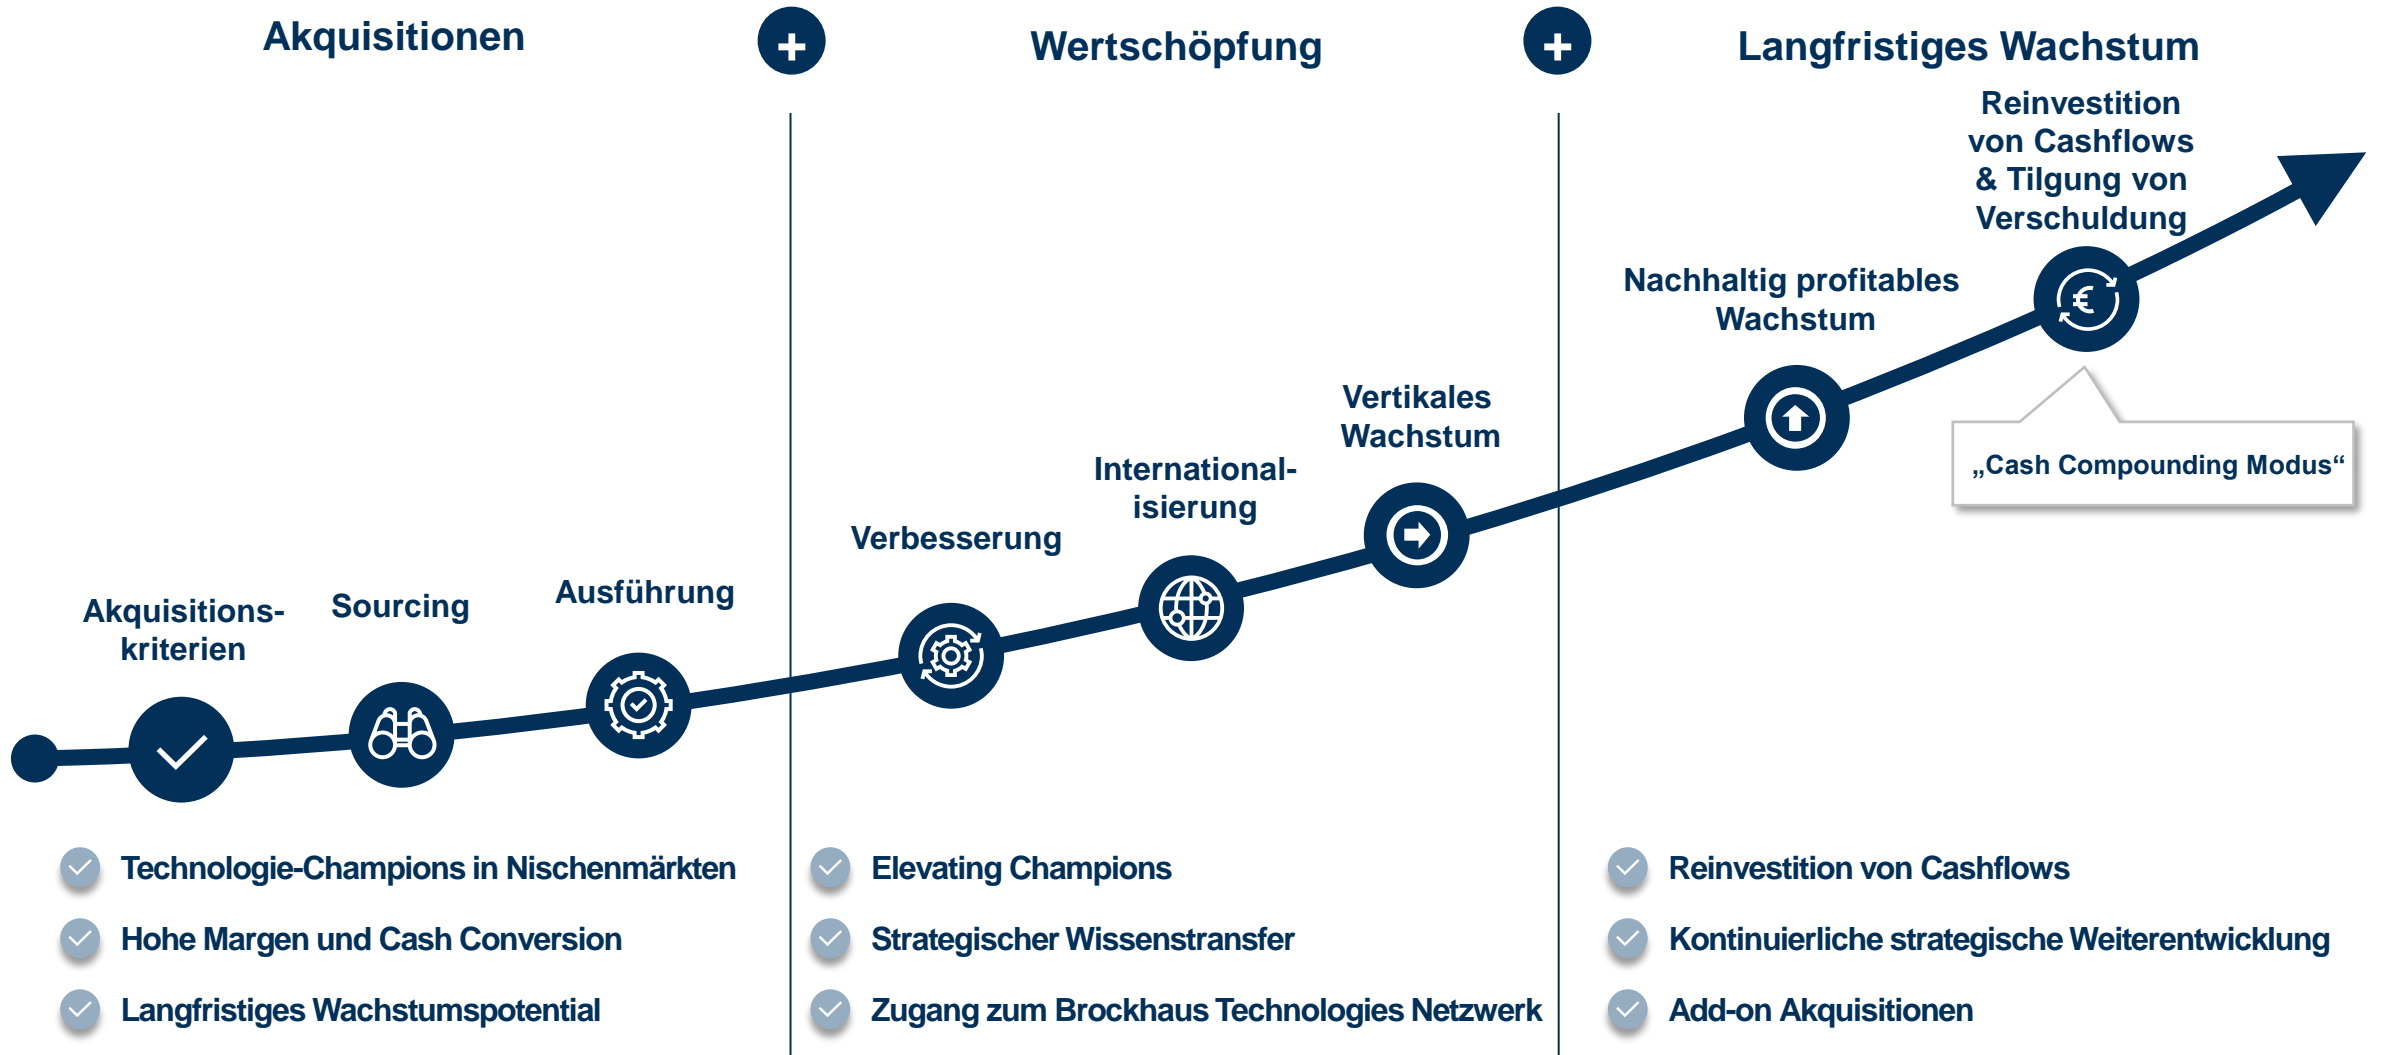 Akquisitionen
Wertschöpfung
Langfristiges Wachstum
Akquisitions-
kriterien
Sourcing
Ausführung
Verbesserung
International-
isierung
Vertikales
Wachstum
Nachhaltig profitables
Wachstum
Reinvestition
von Cashflows
& Tilgung von
Verschuldung
€
„Cash Compounding Modus“
Technologie-Champions in Nischenmärkten
Hohe Margen und Cash Conversion
Langfristiges Wachstumspotential
Elevating Champions
Strategischer Wissenstransfer
Zugang zum Brockhaus Technologies Netzwerk
Reinvestition von Cashflows
Kontinuierliche strategische Weiterentwicklung
Add-on Akquisitionen